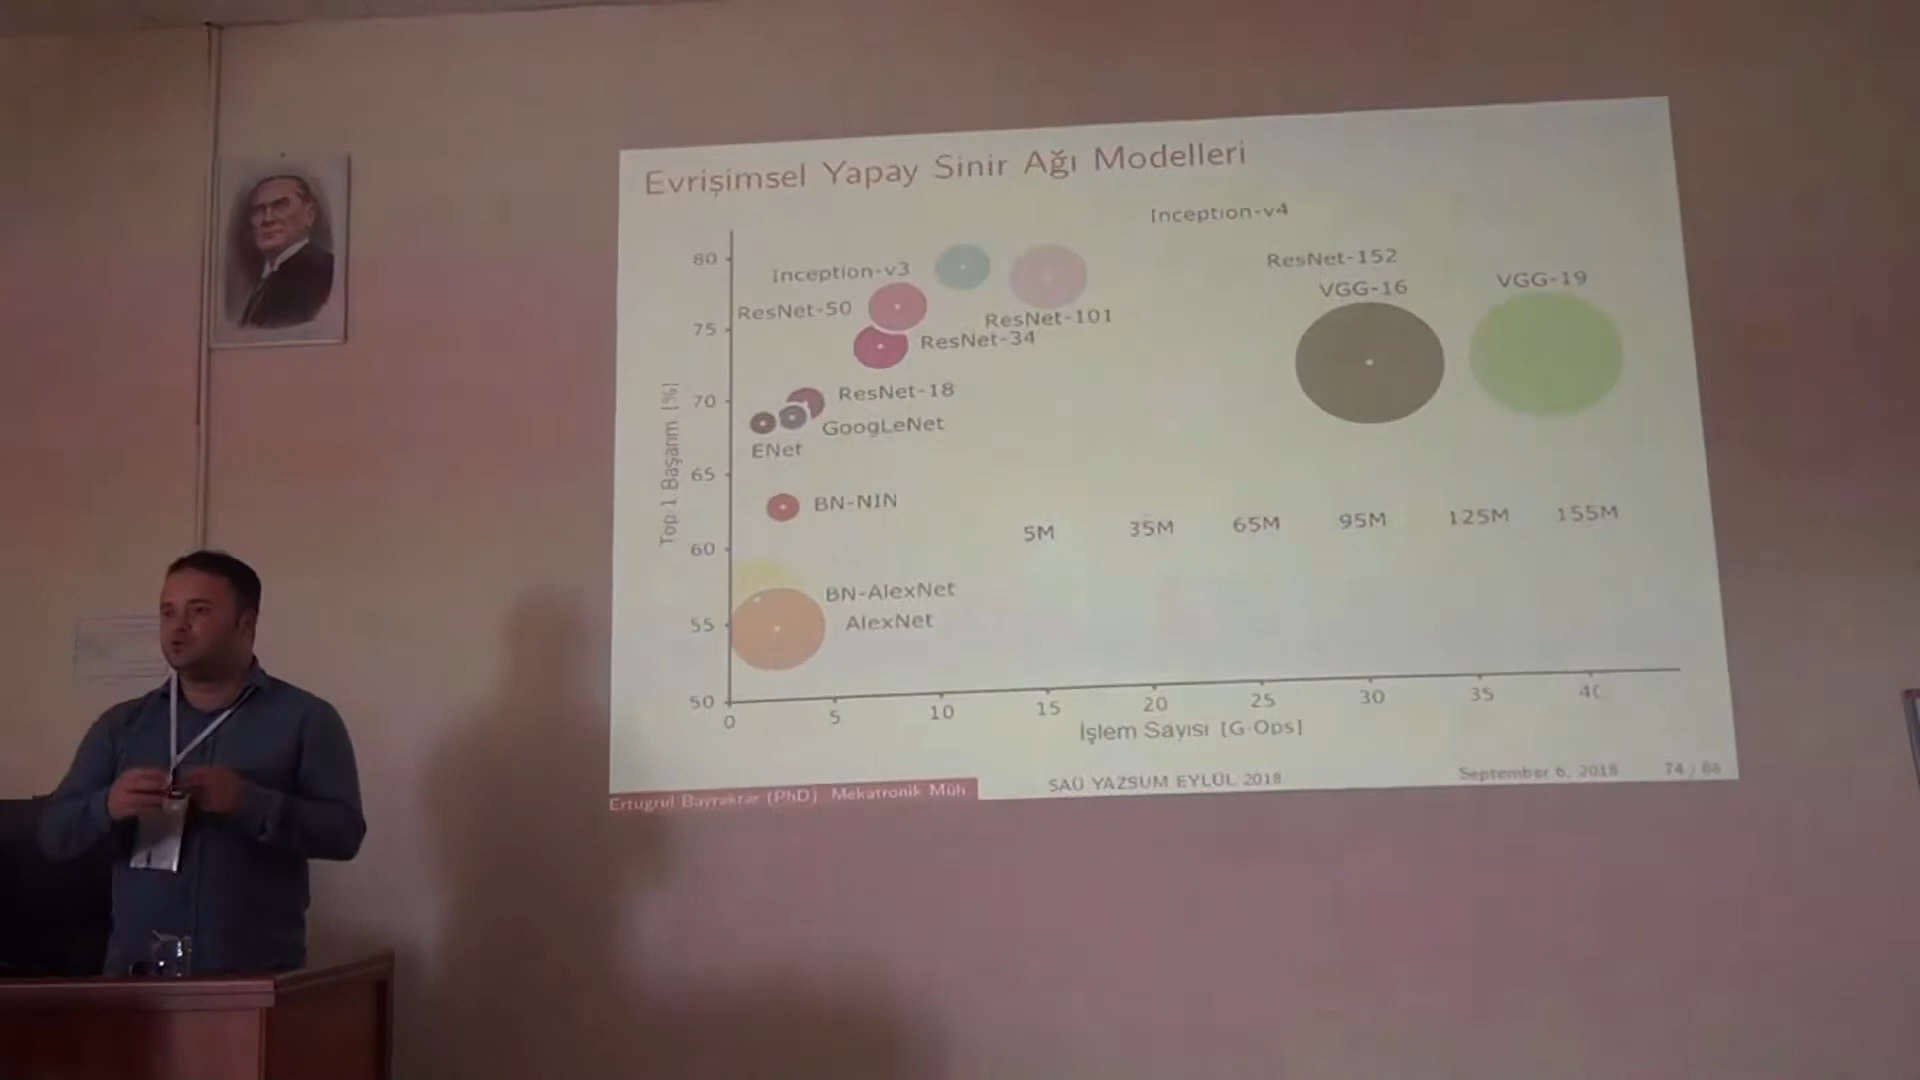 Evrişimsel Yapay Sinir Ağı Modelleri
Inception-v4
80
Inception-v3
ResNet-152
VGG-16
VGG-19
ResNet-50
75
ResNet-101
ResNet-34
70
ResNet-18
GoogLeNet
ENet
Top 1 Başarım [%]
65
BN-NIN
5M 35M 65M 95M 125M 155M
60
BN-AlexNet
55
AlexNet
50
0 5 10 15 20 25 30 35 40
İşlem Sayısı [G-Ops]
Ertugrul Bayrakrar (PhD) Mekatronik Müh
SAÜ YAZSUM EYLÜL 2018
September 6, 2018 74 / 86